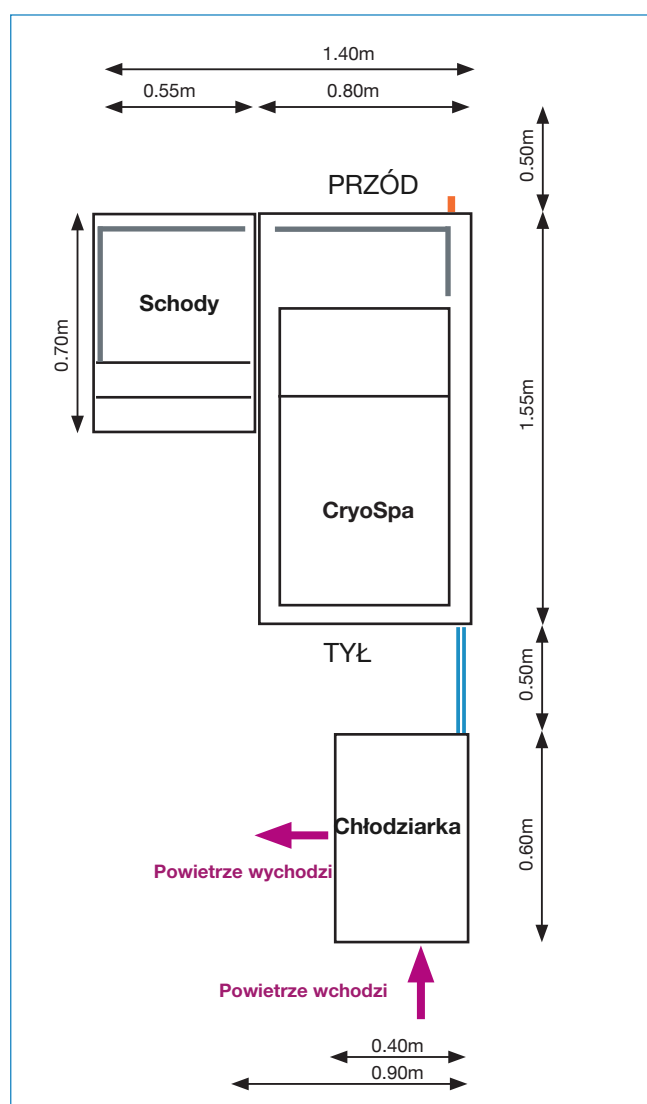 1.40m
0.55m
0.80m
0.50m
PRZÓD
Schody
0.70m
1.55m
CryoSpa
TYŁ
0.50m
Chłodziarka
0.60m
Powietrze wychodzi
Powietrze wchodzi
0.40m
0.90m